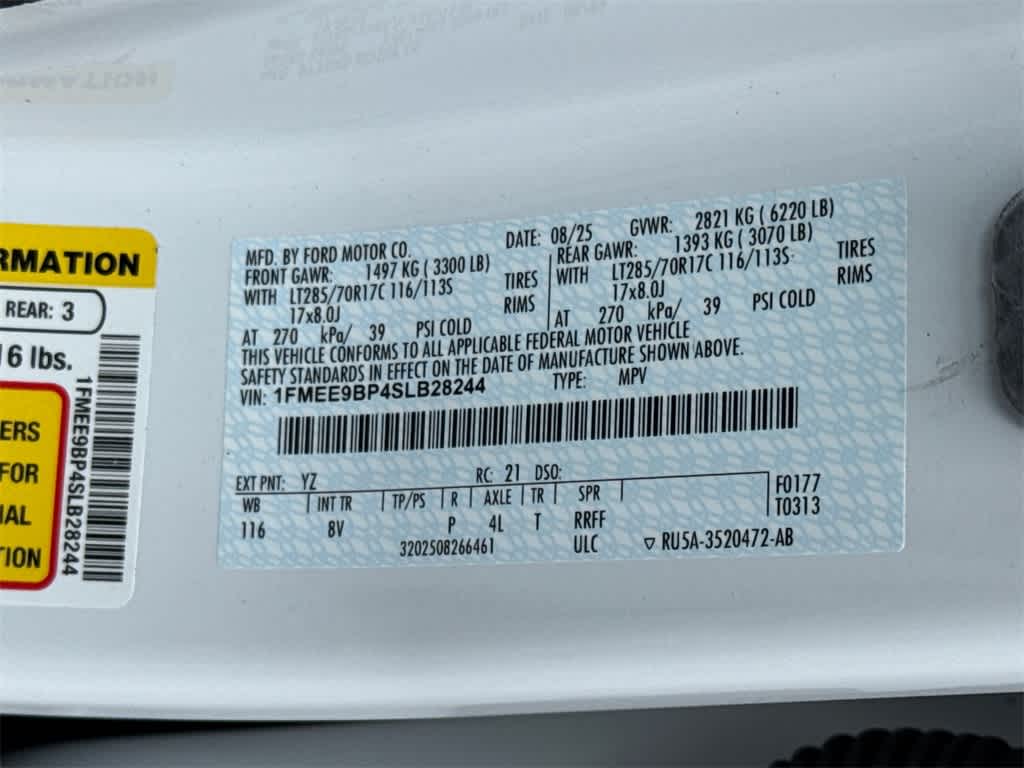 RMATION
REAR: 3
16 lbs.
1FMEE9BP4SLB28244
ERS
FOR
IAL
TION
MFD. BY FORD MOTOR CO.
DATE: 08/25 GVWR: 2821 KG ( 6220 LB)
FRONT GAWR: 1497 KG ( 3300 LB)
WITH LT285/70R17C 116/113S TIRES
17x8.0J RIMS
AT 270 kPa/ 39 PSI COLD
REAR GAWR: 1393 KG ( 3070 LB)
WITH LT285/70R17C 116/113S TIRES
17x8.0J RIMS
AT 270 kPa/ 39 PSI COLD
THIS VEHICLE CONFORMS TO ALL APPLICABLE FEDERAL MOTOR VEHICLE
SAFETY STANDARDS IN EFFECT ON THE DATE OF MANUFACTURE SHOWN ABOVE.
VIN: 1FMEE9BP4SLB28244 TYPE: MPV
EXT PNT: YZ RC: 21 DSO:
WB INT TR TP/PS R AXLE TR SPR F0177
116 8V P 4L T RRFF T0313
3202508266461 ULC ▽ RU5A-3520472-AB